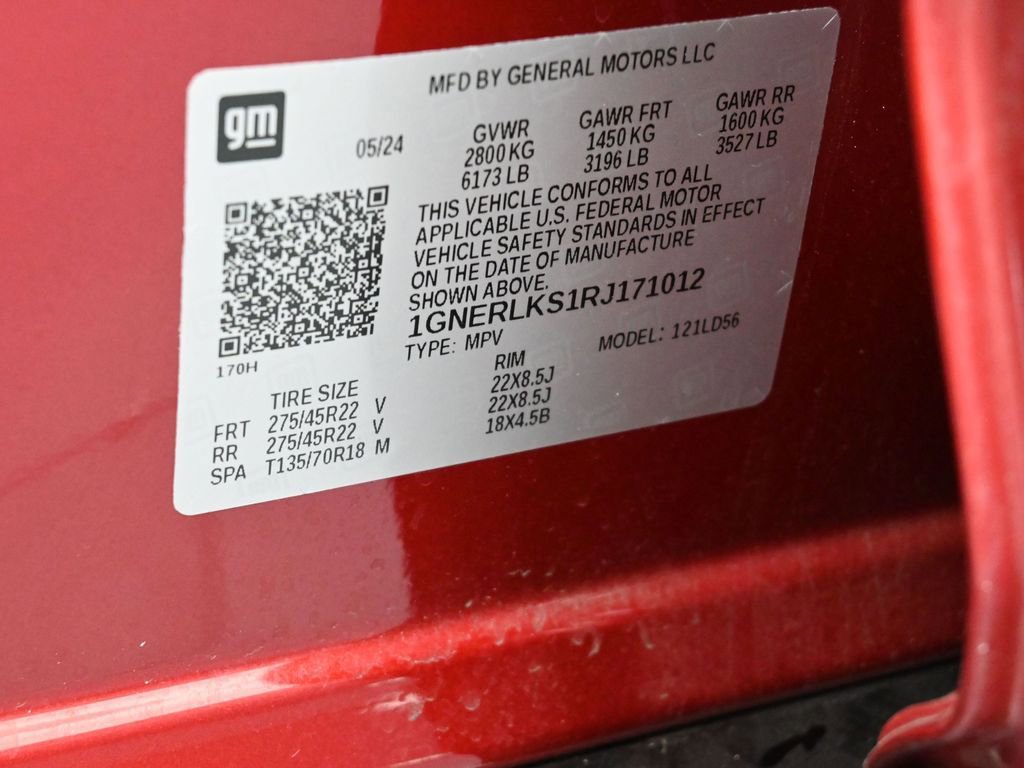 gm
MFD BY GENERAL MOTORS LLC
05/24
GVWR GAWR FRT GAWR RR
2800 KG 1450 KG 1600 KG
6173 LB 3196 LB 3527 LB
THIS VEHICLE CONFORMS TO ALL
APPLICABLE U.S. FEDERAL MOTOR
VEHICLE SAFETY STANDARDS IN EFFECT
ON THE DATE OF MANUFACTURE
SHOWN ABOVE.
1GNERLKS1RJ171012
TYPE: MPV MODEL: 121LD56
170H
TIRE SIZE RIM
FRT 275/45R22 V 22X8.5J
RR 275/45R22 V 22X8.5J
SPA T135/70R18 M 18X4.5B